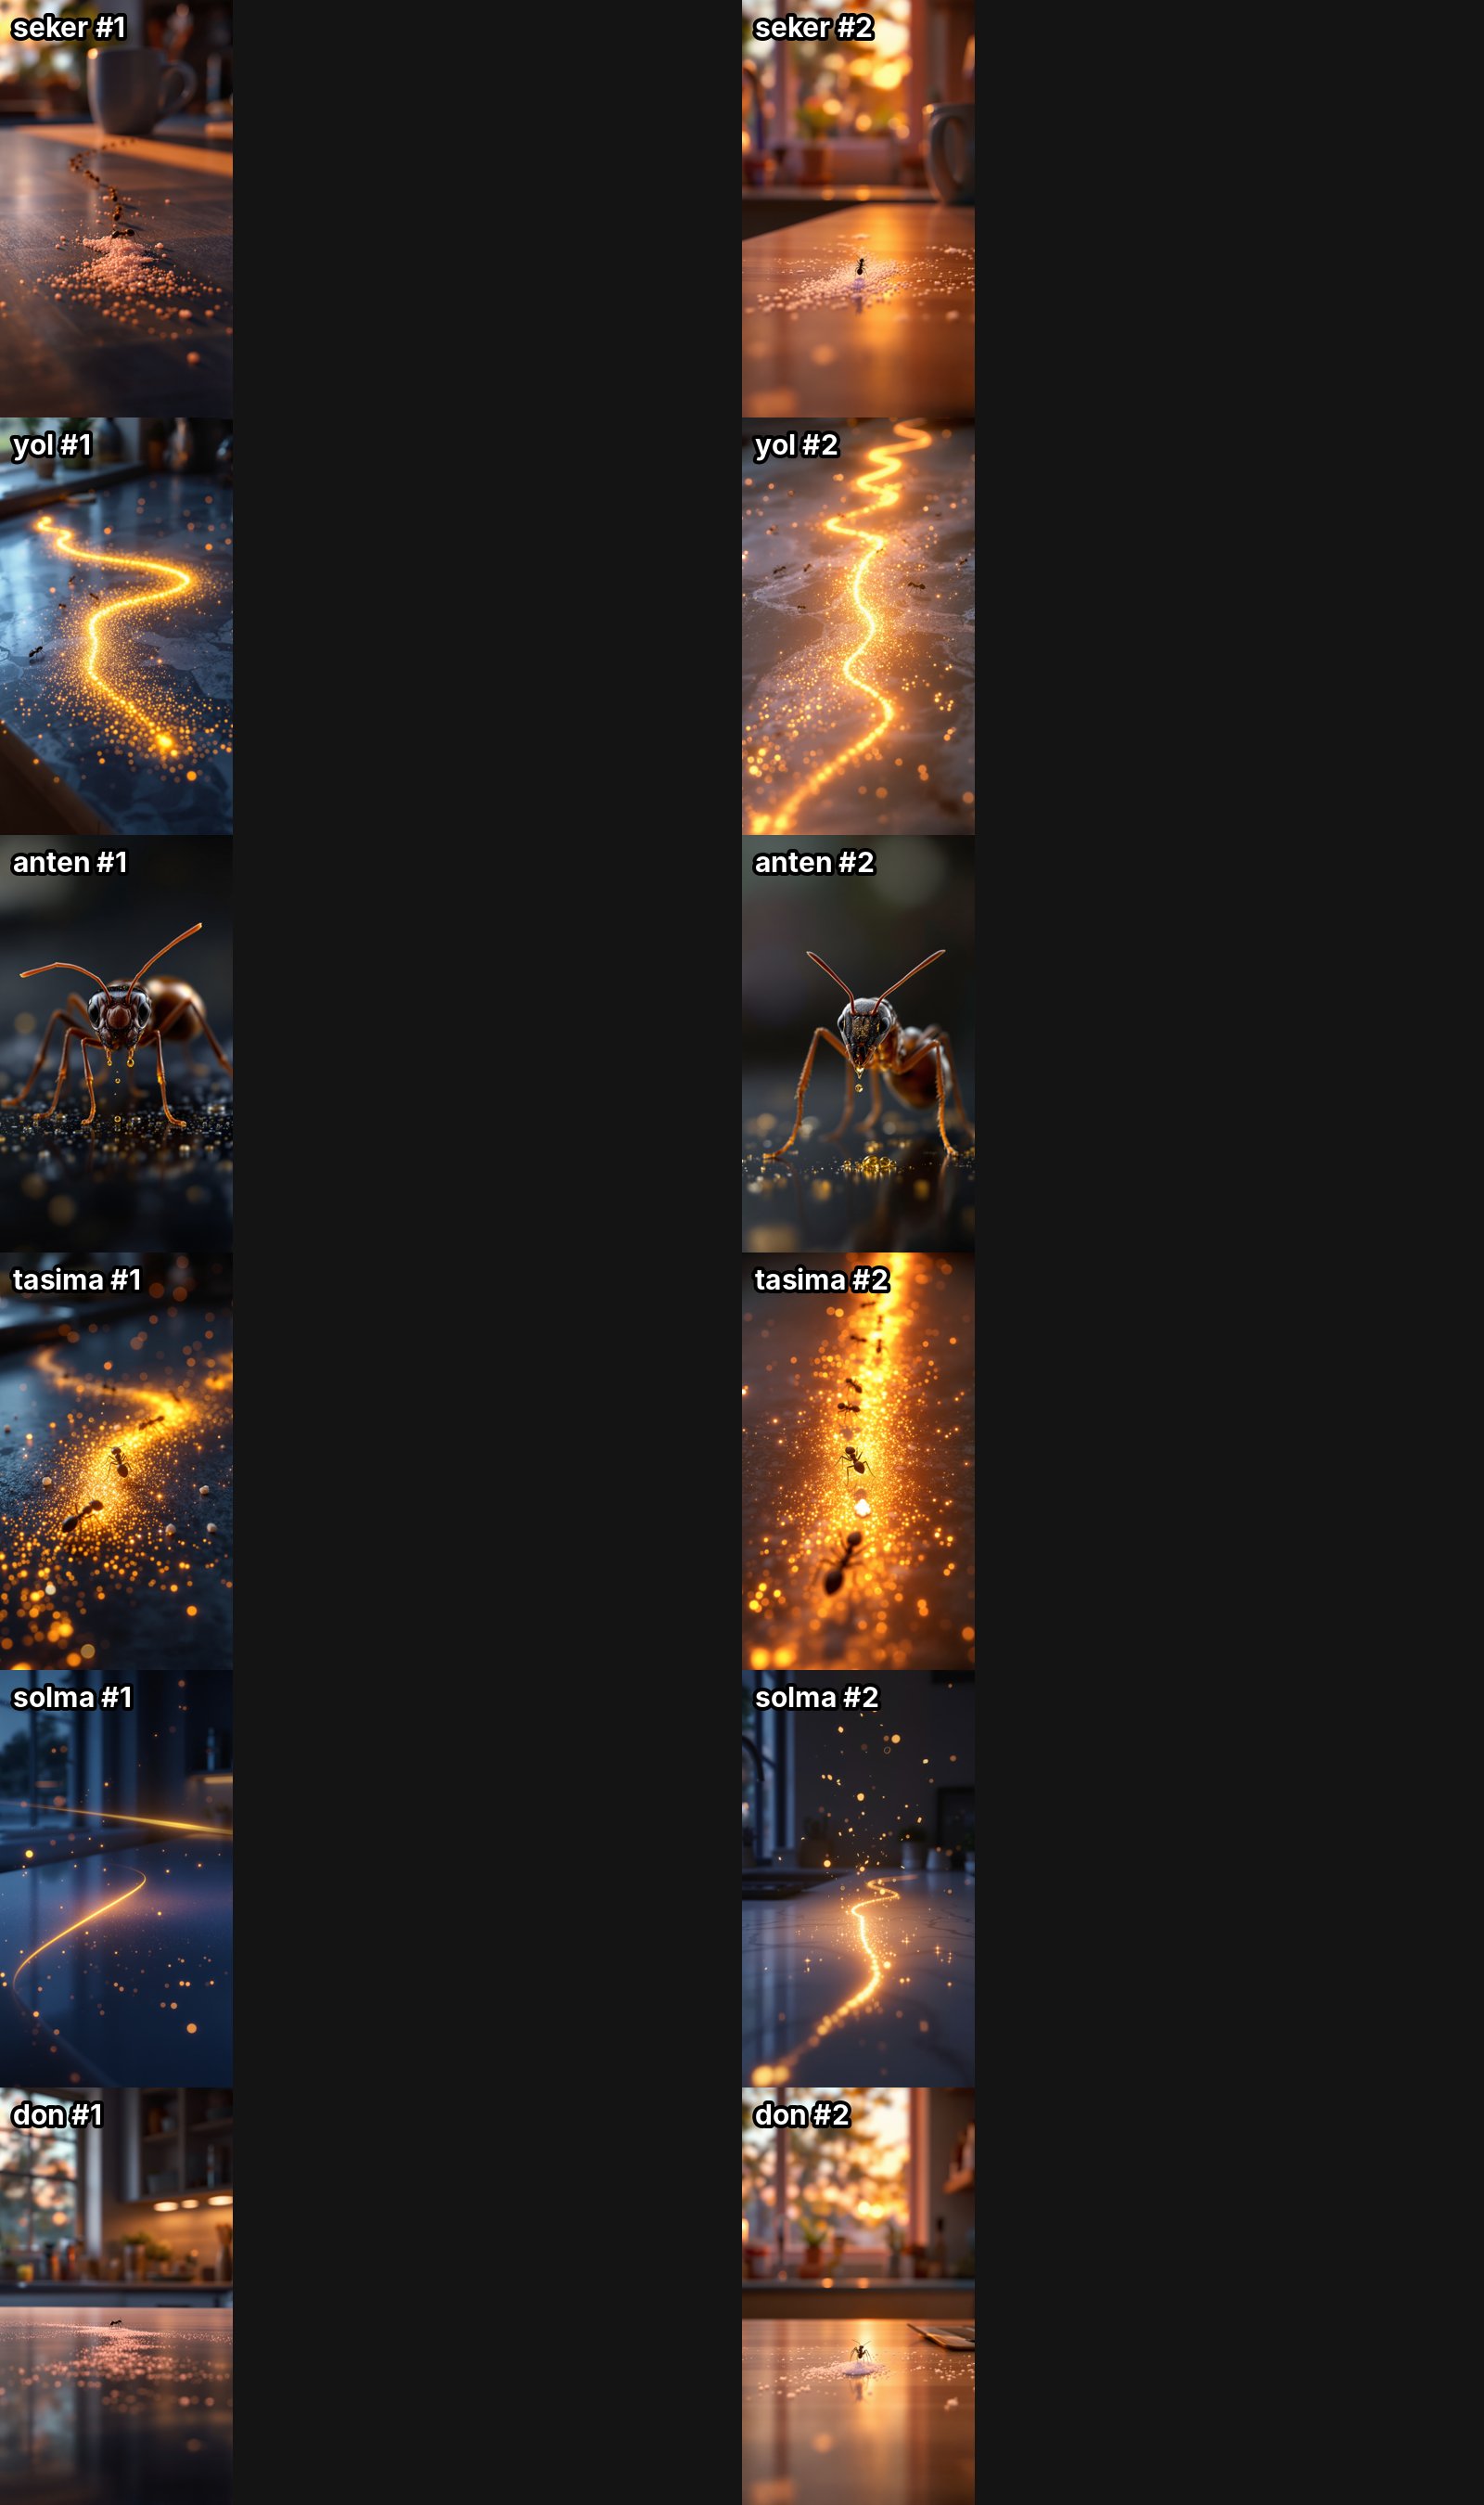 seker #1
seker #2
yol #1
yol #2
anten #1
anten #2
tasima #1
tasima #2
solma #1
solma #2
don #1
don #2